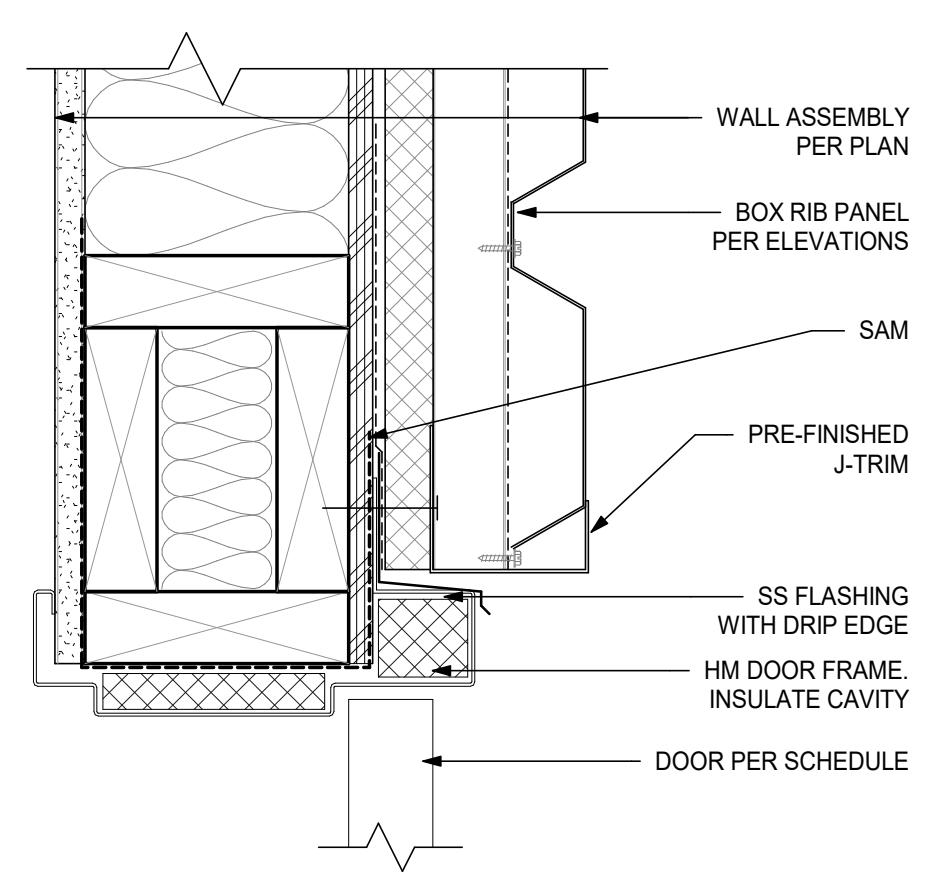 WALL ASSEMBLY
PER PLAN
BOX RIB PANEL
PER ELEVATIONS
SAM
PRE-FINISHED
J-TRIM
SS FLASHING
WITH DRIP EDGE
HM DOOR FRAME.
INSULATE CAVITY
DOOR PER SCHEDULE